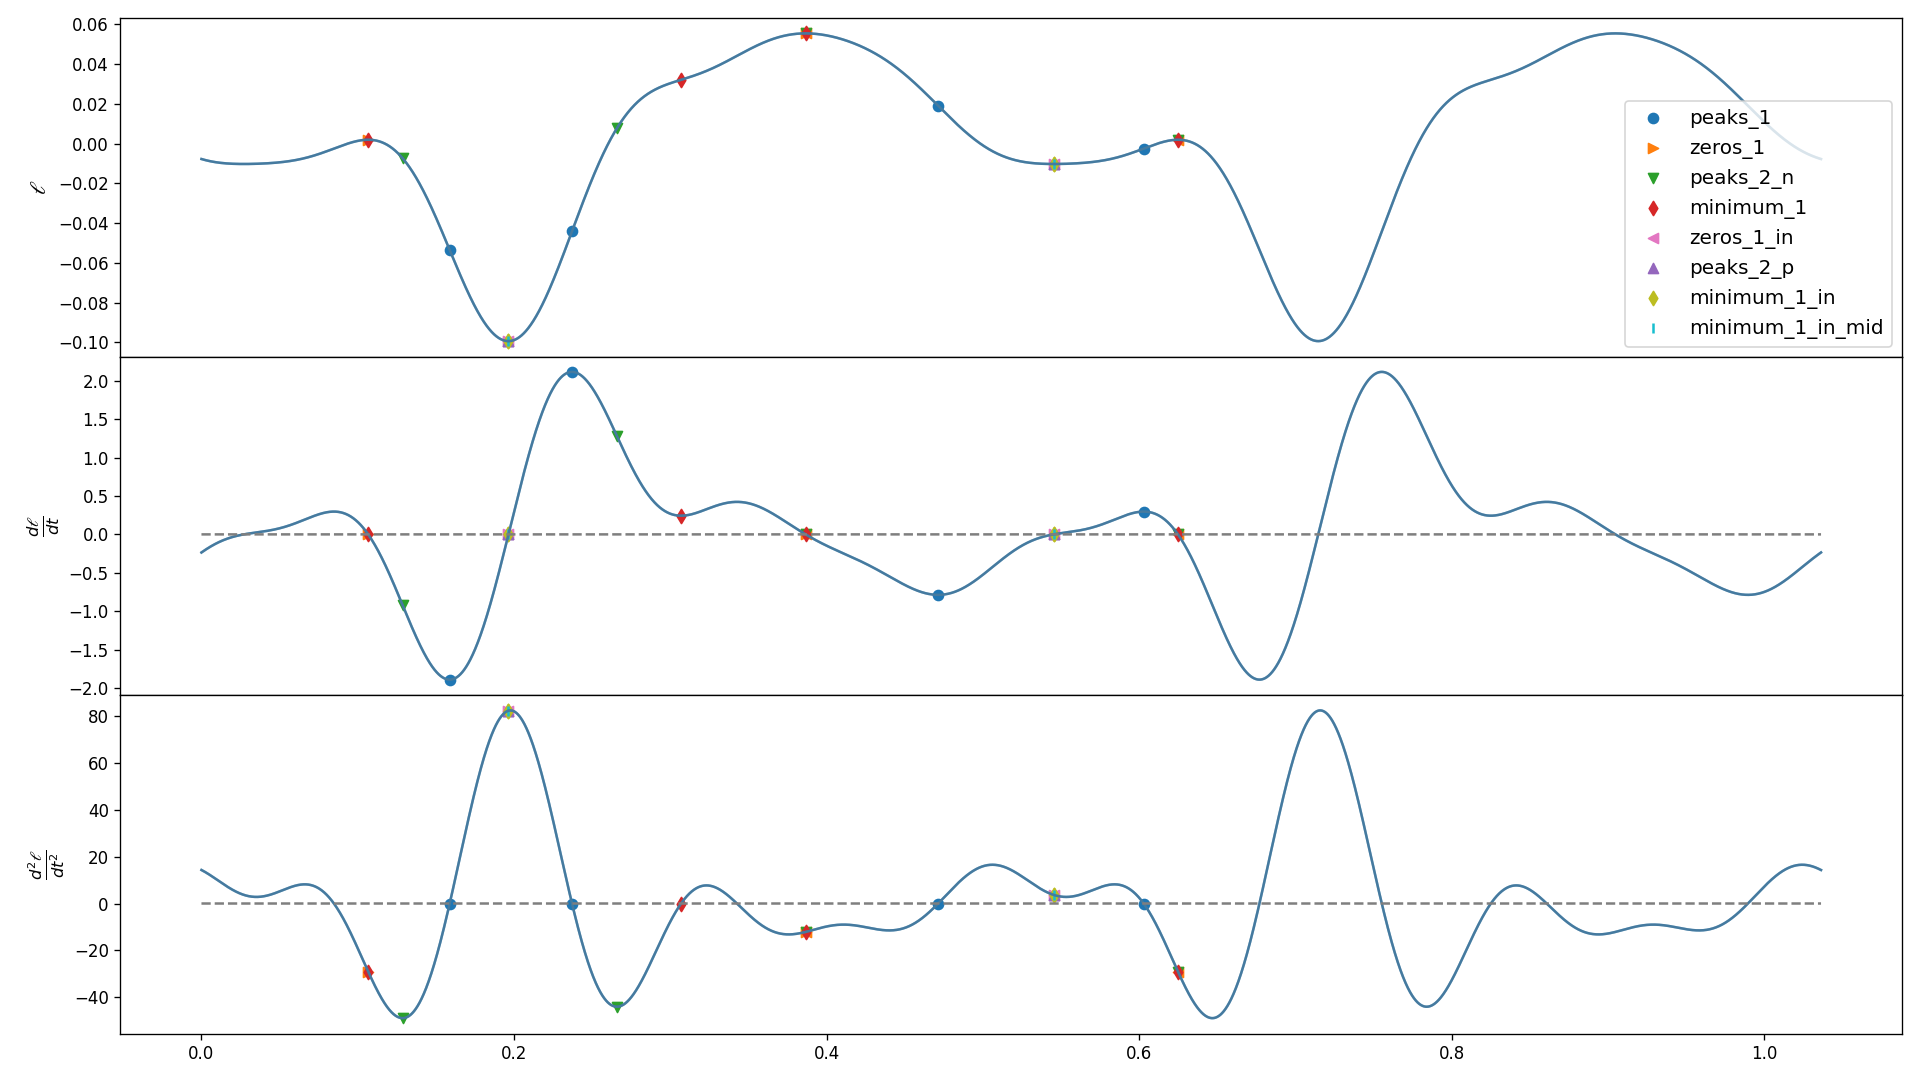 0.06
0.04
0.02
0.00
−0.02
−0.04
−0.06
−0.08
−0.10
ℓ
peaks_1
zeros_1
peaks_2_n
minimum_1
zeros_1_in
peaks_2_p
minimum_1_in
minimum_1_in_mid
2.0
1.5
1.0
0.5
0.0
−0.5
−1.0
−1.5
−2.0
dℓ
dt
80
60
40
20
0
−20
−40
d²ℓ
dt²
0.0 0.2 0.4 0.6 0.8 1.0